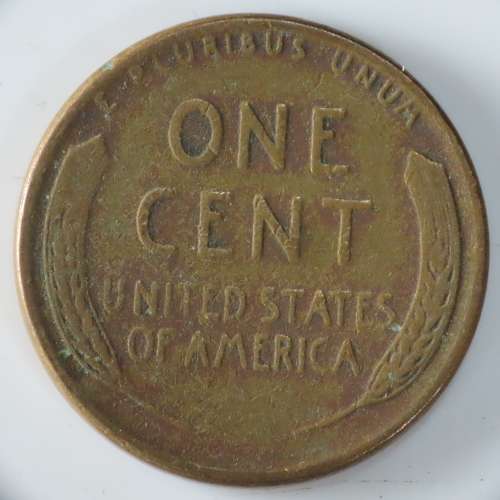 E PLURIBUS UNUM
ONE
CENT
UNITED STATES
OF AMERICA